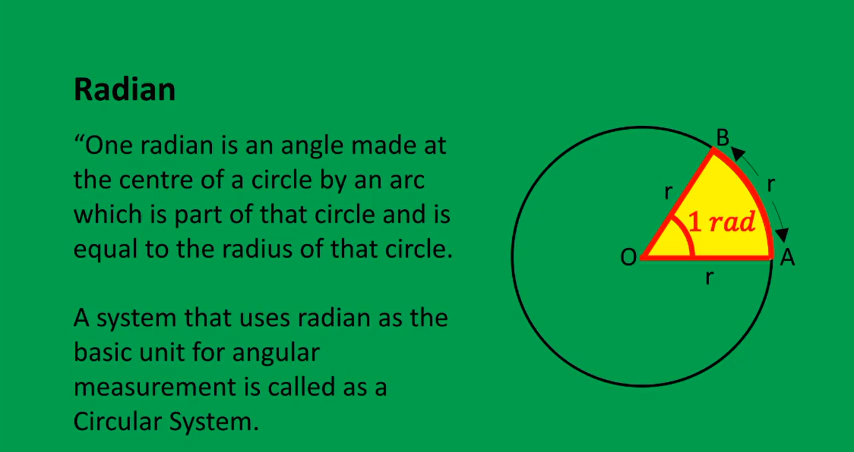 Radian
“One radian is an angle made at
the centre of a circle by an arc
which is part of that circle and is
equal to the radius of that circle.
A system that uses radian as the
basic unit for angular
measurement is called as a
Circular System.
B
r
r
1 rad
O
A
r